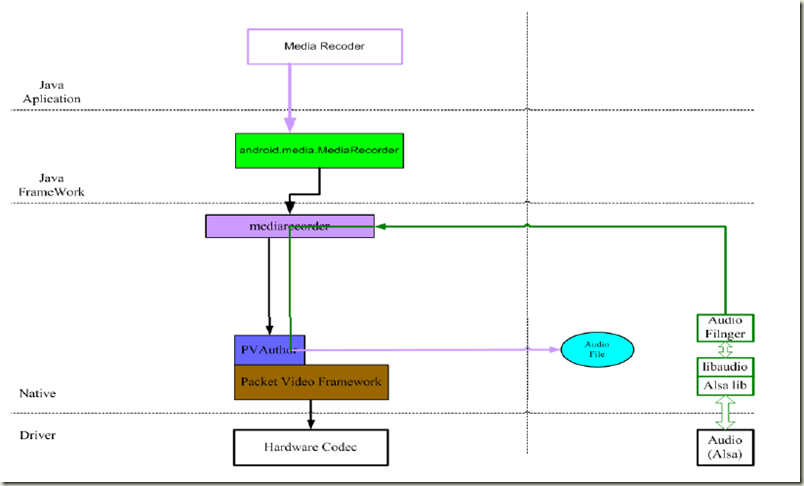 Media Recoder
Java
Aplication
android.media.MediaRecorder
Java
FrameWork
mediarecorder
Audio
Filnger
PVAuthor
Audio
File
libaudio
Packet Video Framework
Alsa lib
Native
Driver
Hardware Codec
Audio
(Alsa)